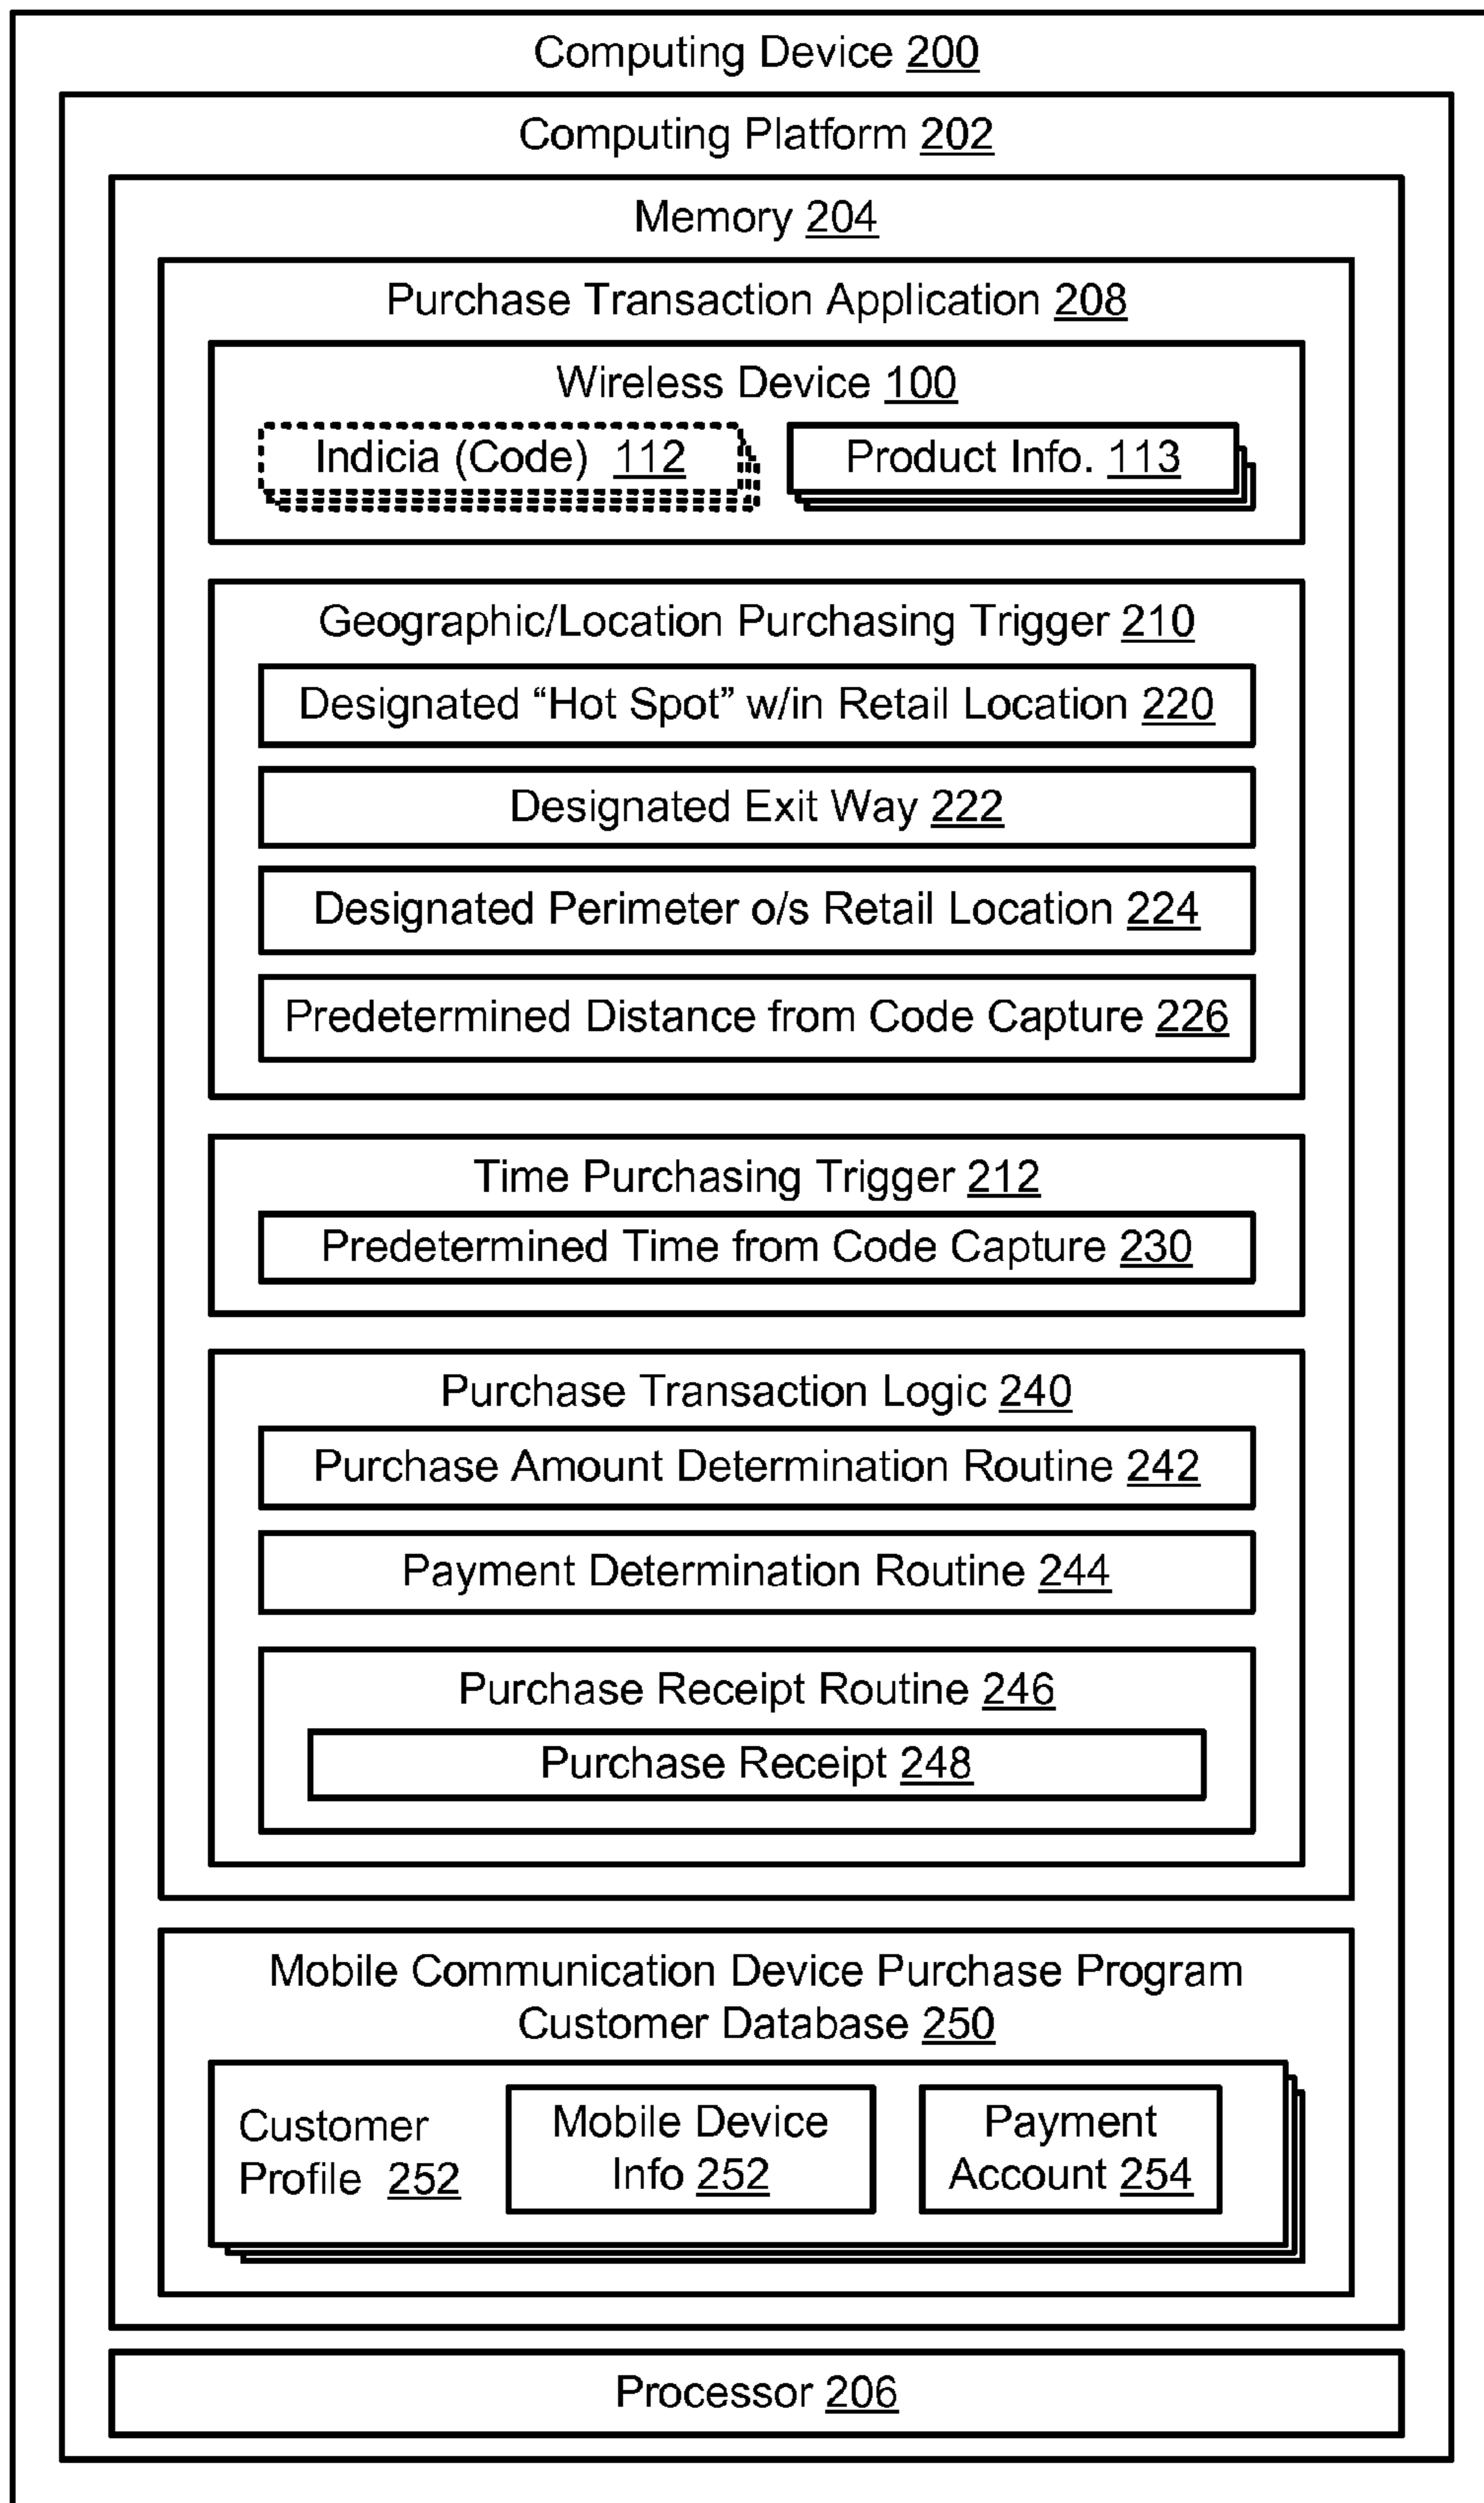 Computing Device 200
Computing Platform 202
Memory 204
Purchase Transaction Application 208
Wireless Device 100
Indicia (Code) 112
Product Info. 113
Geographic/Location Purchasing Trigger 210
Designated “Hot Spot” w/in Retail Location 220
Designated Exit Way 222
Designated Perimeter o/s Retail Location 224
Predetermined Distance from Code Capture 226
Time Purchasing Trigger 212
Predetermined Time from Code Capture 230
Purchase Transaction Logic 240
Purchase Amount Determination Routine 242
Payment Determination Routine 244
Purchase Receipt Routine 246
Purchase Receipt 248
Mobile Communication Device Purchase Program
Customer Database 250
Customer
Profile 252
Mobile Device
Info 252
Payment
Account 254
Processor 206